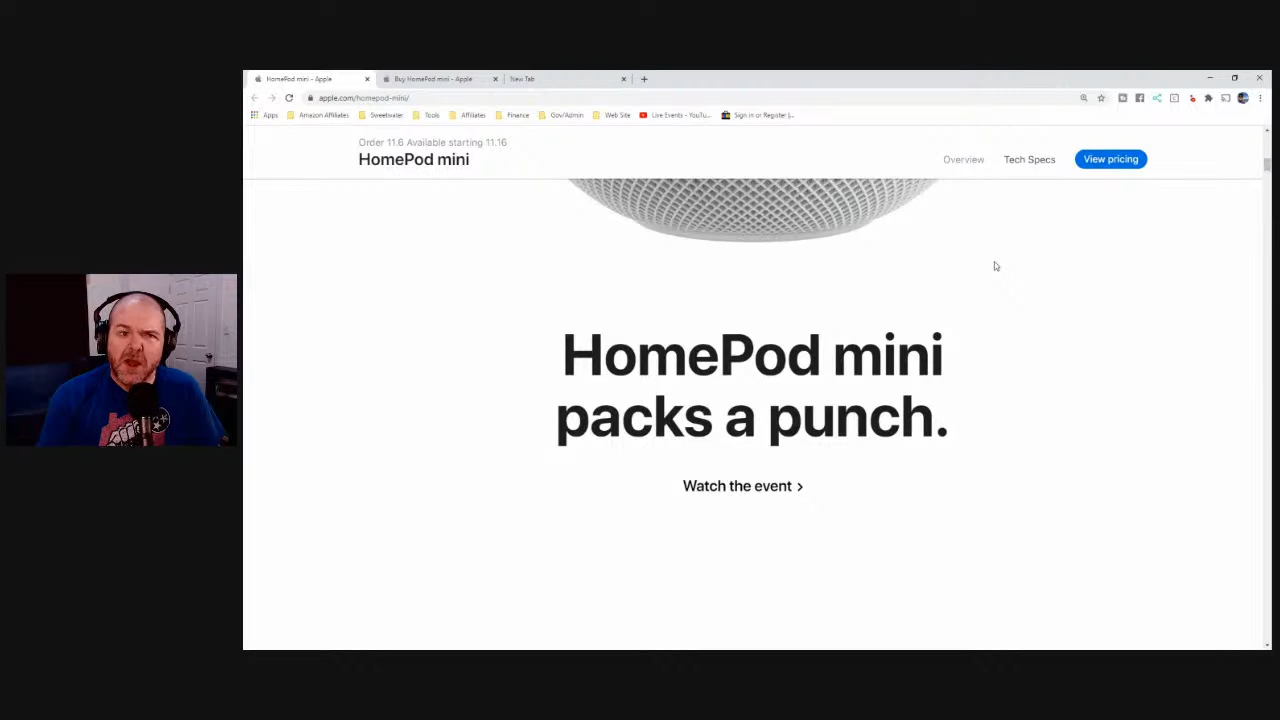 HomePod mini - Apple
Buy HomePod mini - Apple
New Tab
apple.com/homepod-mini/
Apps
Amazon Affiliates
Sweetwater
Tools
Affiliates
Finance
Gov/Admin
Web Site
Live Events - YouTu...
Sign in or Register |...
Order 11.6 Available starting 11.16
HomePod mini
Overview
Tech Specs
View pricing
HomePod mini
packs a punch.
Watch the event >